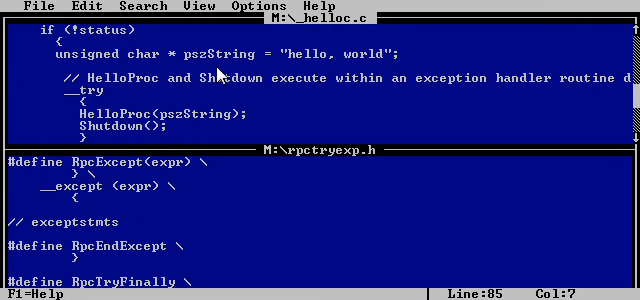 File Edit Search View Options Help
M:\_helloc.c
if (!status)
{
unsigned char * pszString = "hello, world";
// HelloProc and Shutdown execute within an exception handler routine d
__try
{
HelloProc(pszString);
Shutdown();
}
M:\rpctryexp.h
#define RpcExcept(expr) \
} \
__except (expr) \
{
// exceptstmts
#define RpcEndExcept \
}
#define RpcTryFinally \
F1=Help Line:85 Col:7